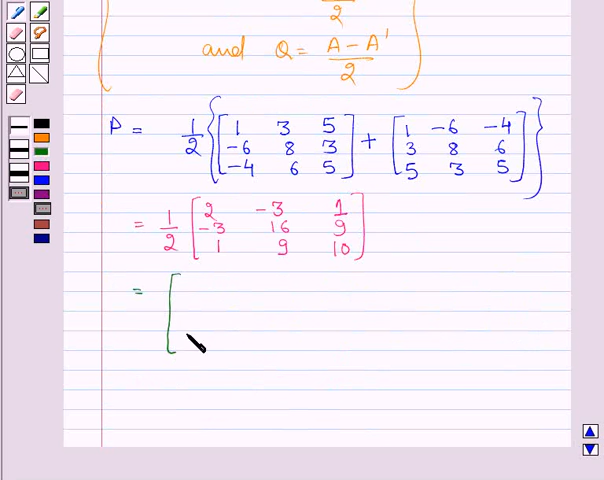 2
and Q = A - A'
2
P = 1/2 { [ 1 3 5 ] + [ 1 -6 -4 ] }
-6 8 3 3 8 6
-4 6 5 5 3 5
= 1/2 [ 2 -3 1 ]
-3 16 9
1 9 10
= [